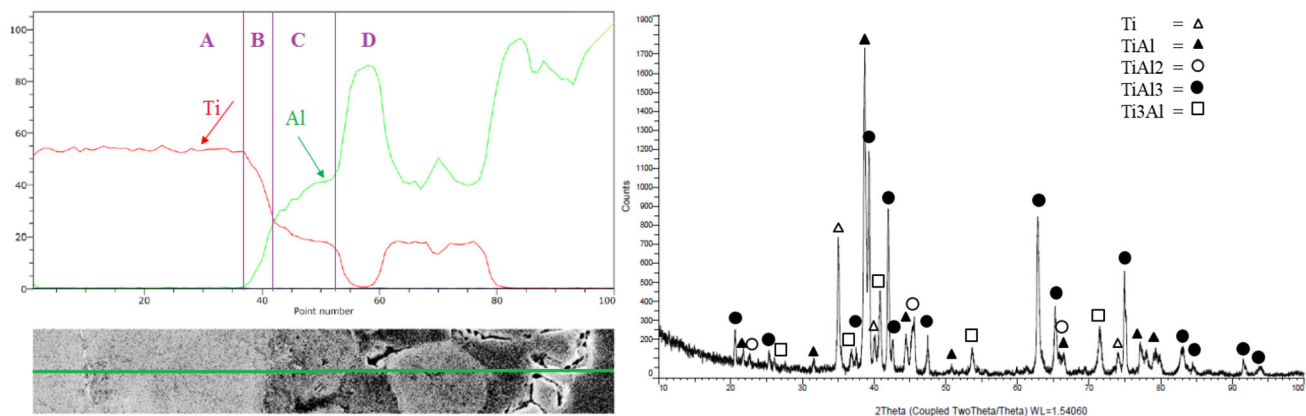 A B C D
Ti
Al
100
80
60
40
20
0
20 40 60 80 100
Point number
Ti =
TiAl =
TiAl2 =
TiAl3 =
Ti3Al =
Counts
1900
1700
1600
1500
1400
1300
1200
1100
1000
900
800
700
600
500
400
300
200
100
0
10 20 30 40 50 60 70 80 90 100
2Theta (Coupled TwoTheta/Theta) WL=1.54060